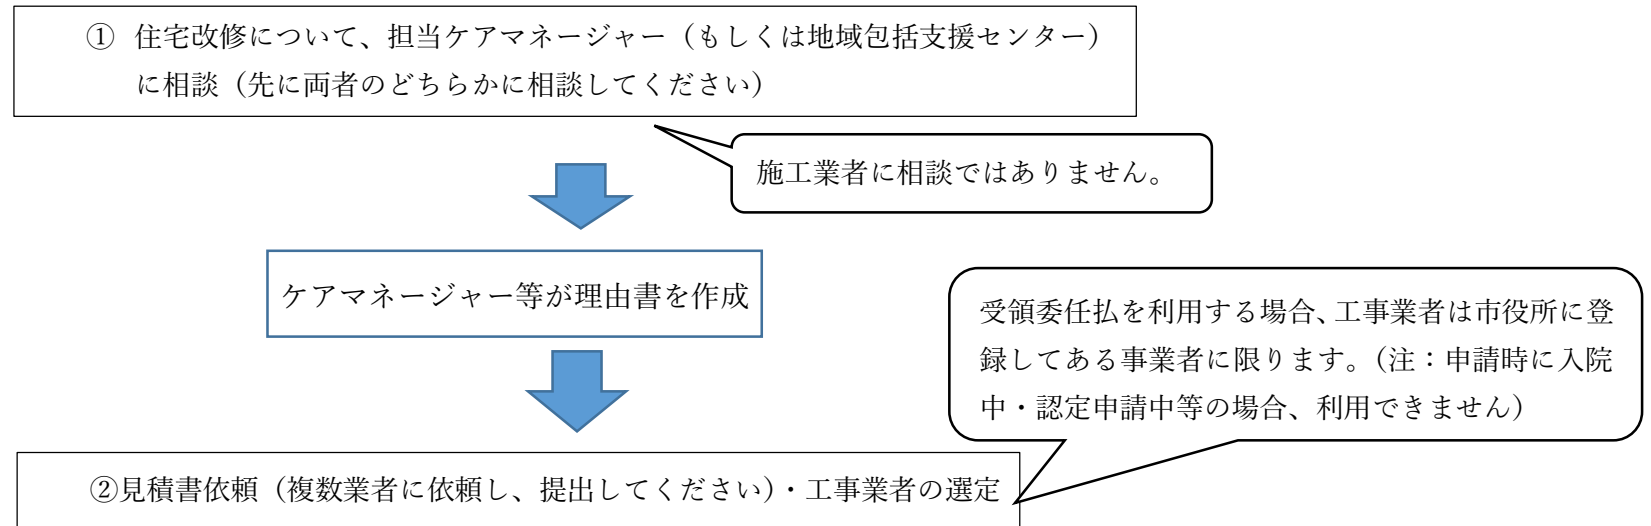 ① 住宅改修について、担当ケアマネージャー（もしくは地域包括支援センター）
に相談（先に両者のどちらかに相談してください）
施工業者に相談ではありません。
ケアマネージャー等が理由書を作成
受領委任払を利用する場合、工事業者は市役所に登
録してある事業者に限ります。（注：申請時に入院
中・認定申請中等の場合、利用できません）
②見積書依頼（複数業者に依頼し、提出してください）・工事業者の選定